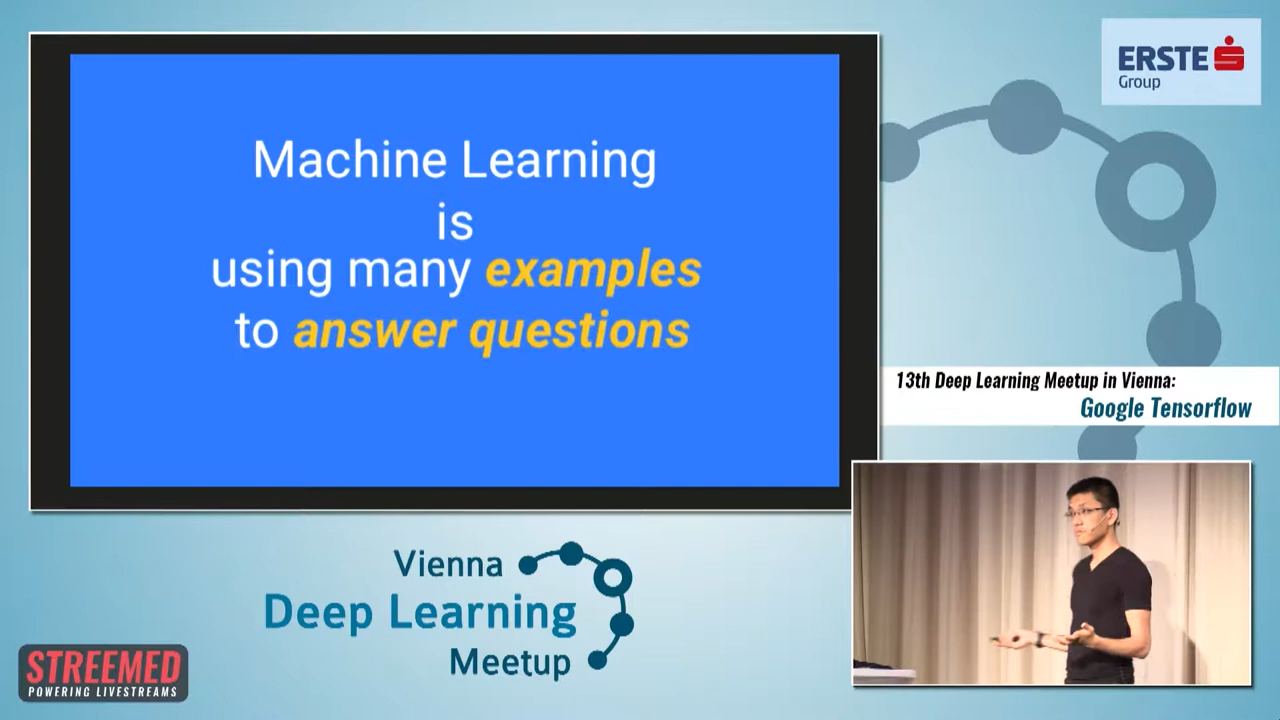 Machine Learning
is
using many examples
to answer questions
ERSTE
Group
13th Deep Learning Meetup in Vienna:
Google Tensorflow
Vienna
Deep Learning
Meetup
STREEMED
POWERING LIVESTREAMS